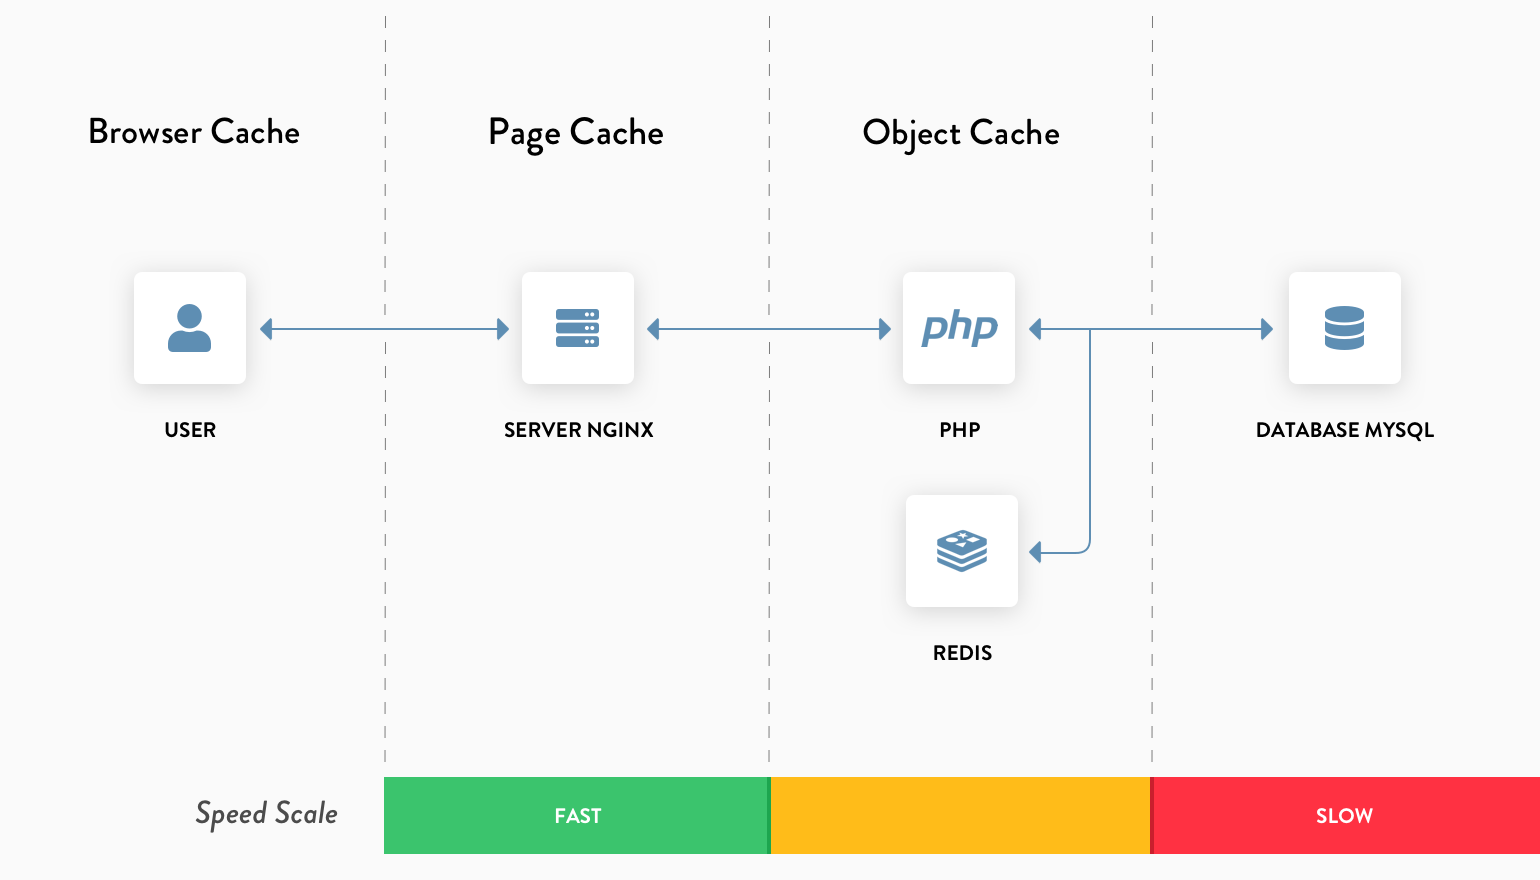 Browser Cache
Page Cache
Object Cache
php
USER
SERVER NGINX
PHP
DATABASE MYSQL
REDIS
Speed Scale
FAST
SLOW